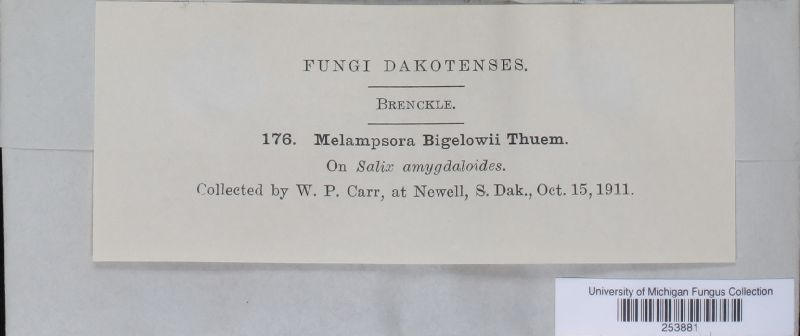 FUNGI DAKOTENSES.
BRENCKLE.
176. Melampsora Bigelowii Thuem.
On Salix amygdaloides.
Collected by W. P. Carr, at Newell, S. Dak., Oct. 15, 1911.
University of Michigan Fungus Collection
253881